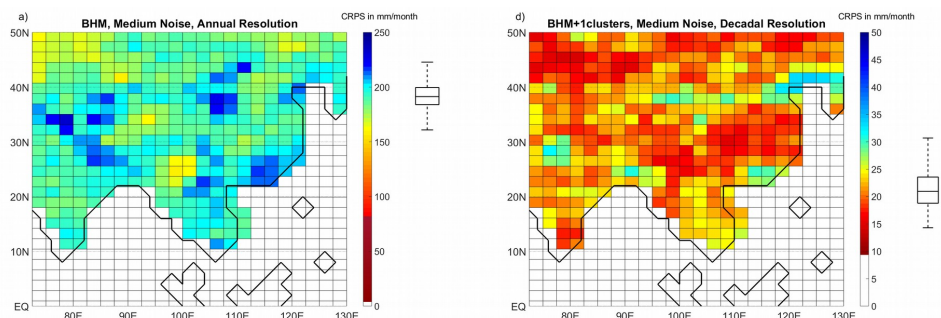 a)
BHM, Medium Noise, Annual Resolution
CRPS in mm/month
50N
40N
30N
20N
10N
EQ
80E
90E
100E
110E
120E
130E
250
200
150
100
50
0
d)
BHM+1clusters, Medium Noise, Decadal Resolution
CRPS in mm/month
50N
40N
30N
20N
10N
EQ
80E
90E
100E
110E
120E
130E
50
45
40
35
30
25
20
15
10
5
0